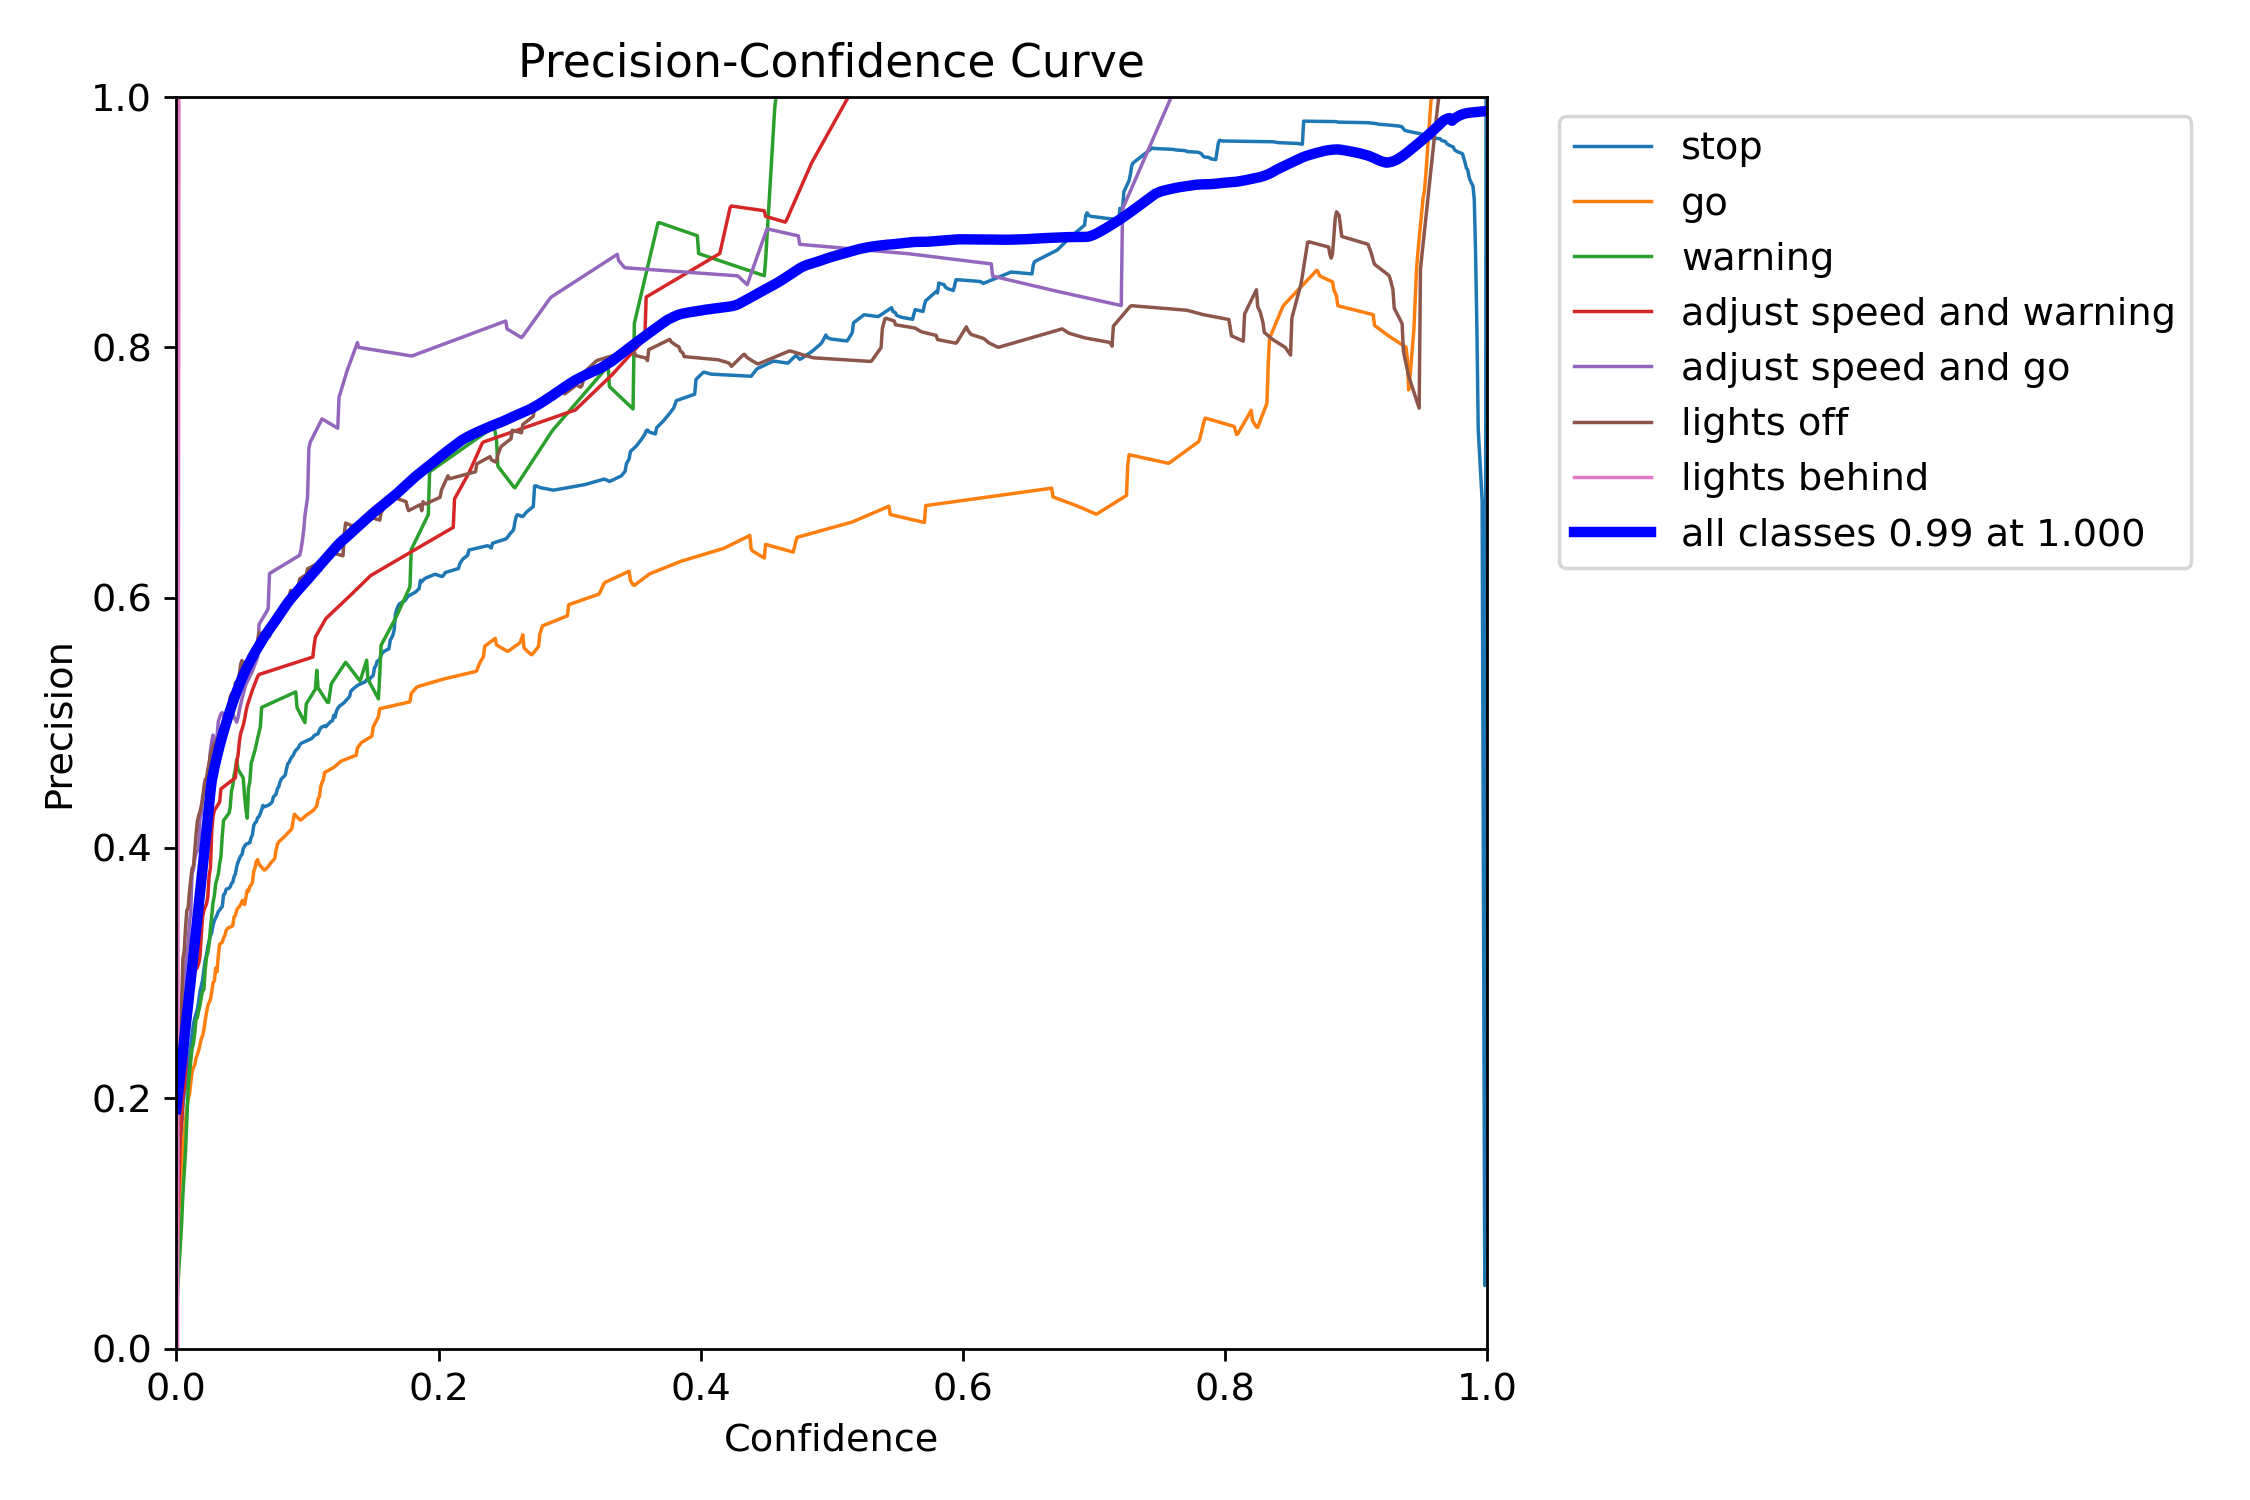 Precision-Confidence Curve
1.0
0.8
0.6
0.4
0.2
0.0
Precision
0.0 0.2 0.4 0.6 0.8 1.0
Confidence
stop
go
warning
adjust speed and warning
adjust speed and go
lights off
lights behind
all classes 0.99 at 1.000